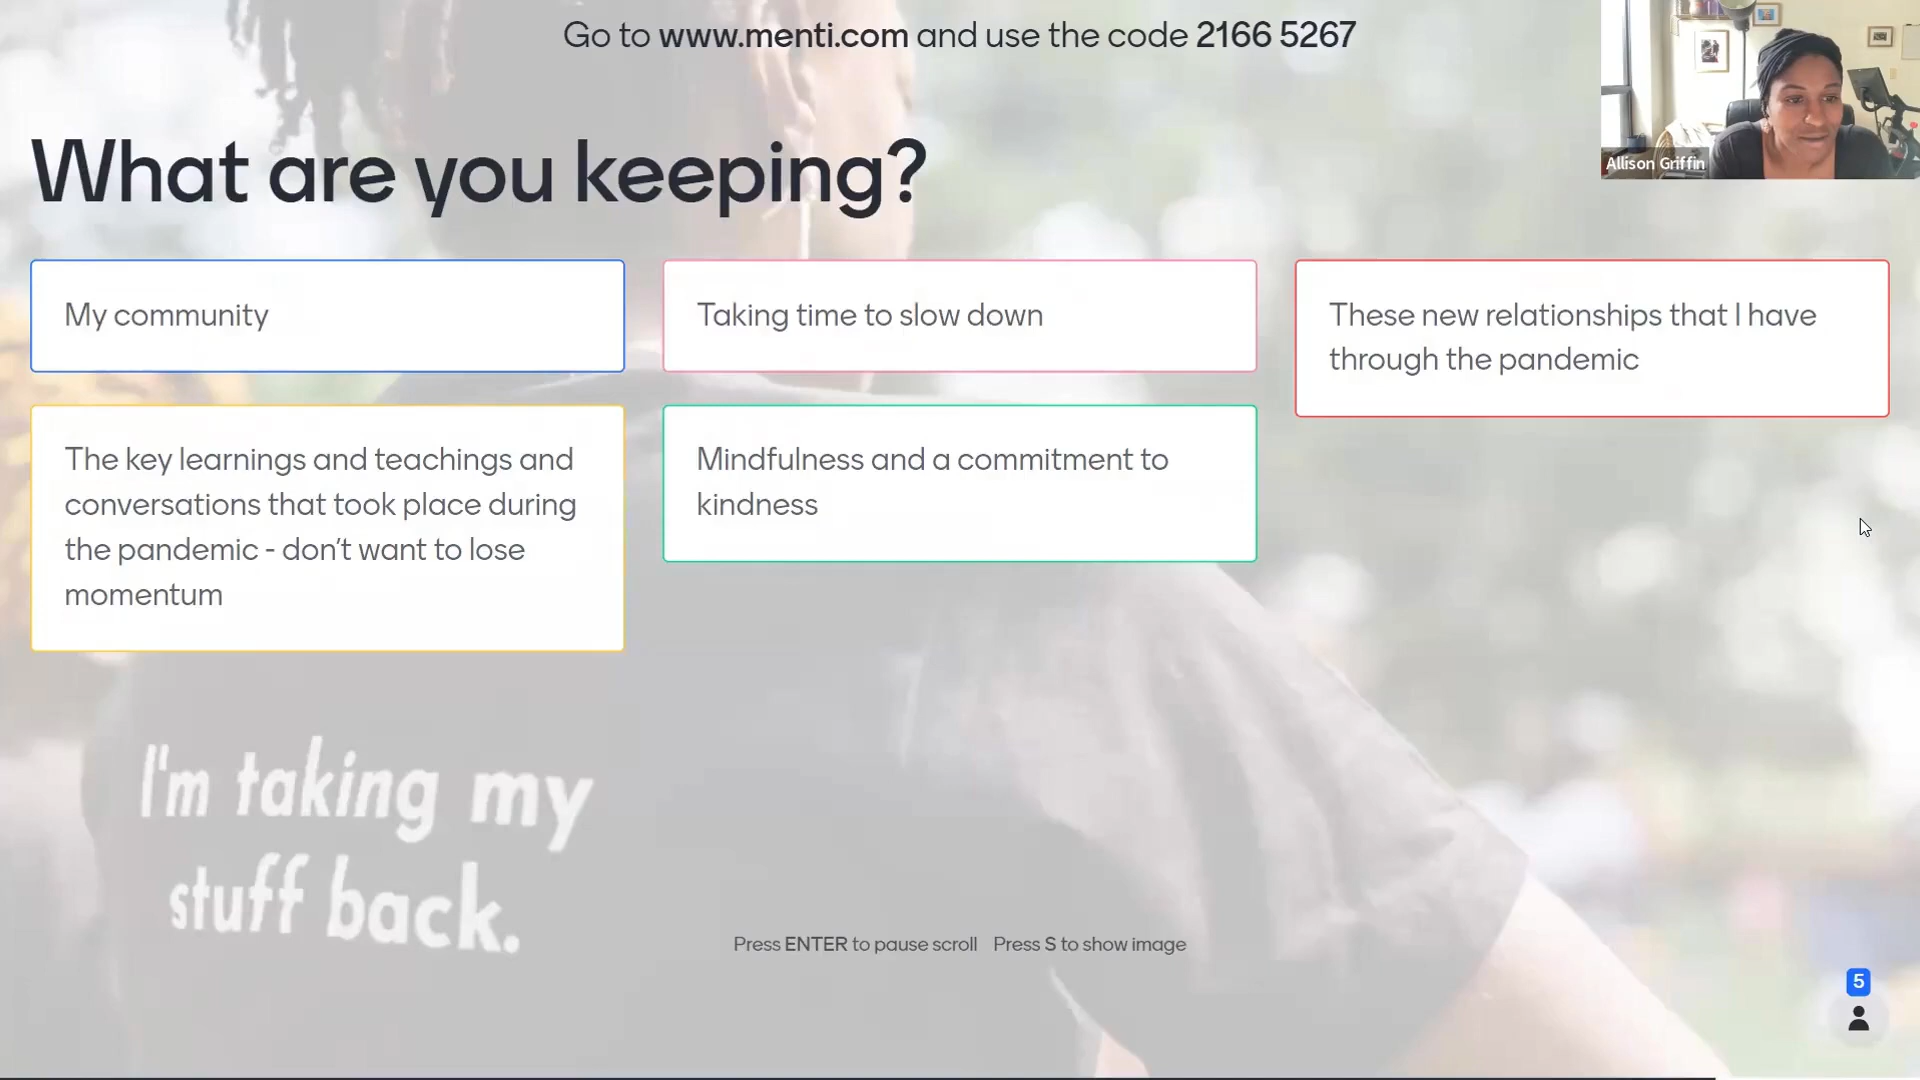 Go to www.menti.com and use the code 2166 5267
Allison Griffin
What are you keeping?
My community
Taking time to slow down
These new relationships that I have
through the pandemic
The key learnings and teachings and
conversations that took place during
the pandemic - don't want to lose
momentum
Mindfulness and a commitment to
kindness
I'm taking my
stuff back.
Press ENTER to pause scroll Press S to show image
5